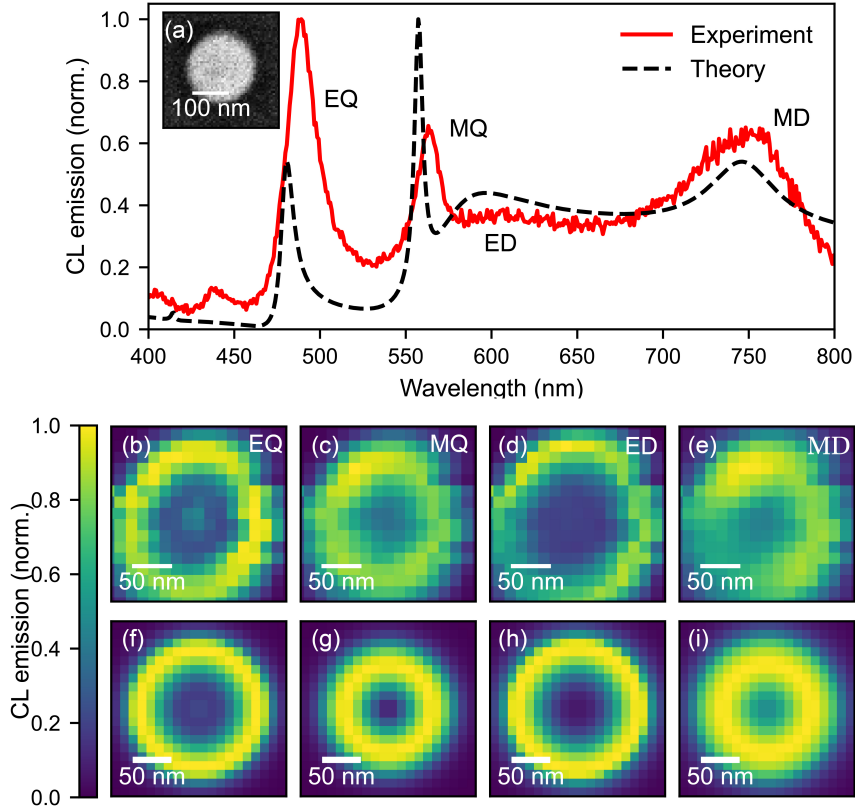 (a)
100 nm
EQ
MQ
ED
MD
Experiment
Theory
CL emission (norm.)
1.0
0.8
0.6
0.4
0.2
0.0
400 450 500 550 600 650 700 750 800
Wavelength (nm)
CL emission (norm.)
1.0
0.8
0.6
0.4
0.2
0.0
(b) EQ
50 nm
(c) MQ
50 nm
(d) ED
50 nm
(e) MD
50 nm
(f)
50 nm
(g)
50 nm
(h)
50 nm
(i)
50 nm